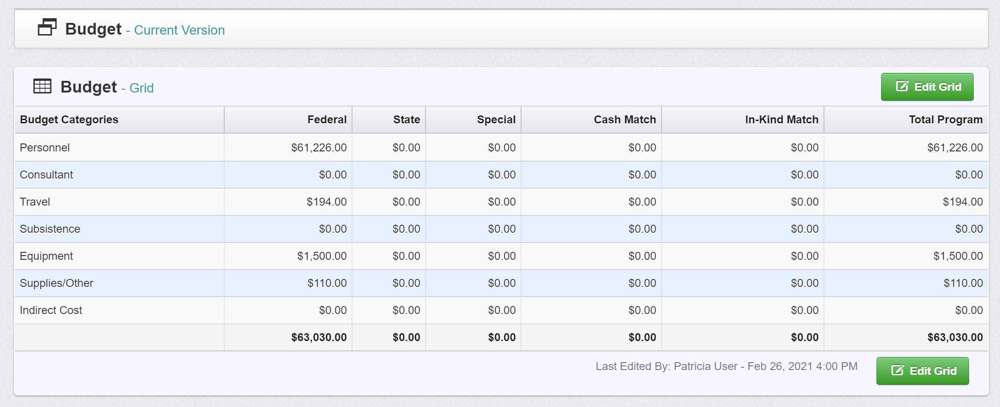 Budget - Current Version
Budget - Grid
Edit Grid
Budget Categories Federal State Special Cash Match In-Kind Match Total Program
Personnel $61,226.00 $0.00 $0.00 $0.00 $0.00 $61,226.00
Consultant $0.00 $0.00 $0.00 $0.00 $0.00 $0.00
Travel $194.00 $0.00 $0.00 $0.00 $0.00 $194.00
Subsistence $0.00 $0.00 $0.00 $0.00 $0.00 $0.00
Equipment $1,500.00 $0.00 $0.00 $0.00 $0.00 $1,500.00
Supplies/Other $110.00 $0.00 $0.00 $0.00 $0.00 $110.00
Indirect Cost $0.00 $0.00 $0.00 $0.00 $0.00 $0.00
$63,030.00 $0.00 $0.00 $0.00 $0.00 $63,030.00
Last Edited By: Patricia User - Feb 26, 2021 4:00 PM
Edit Grid